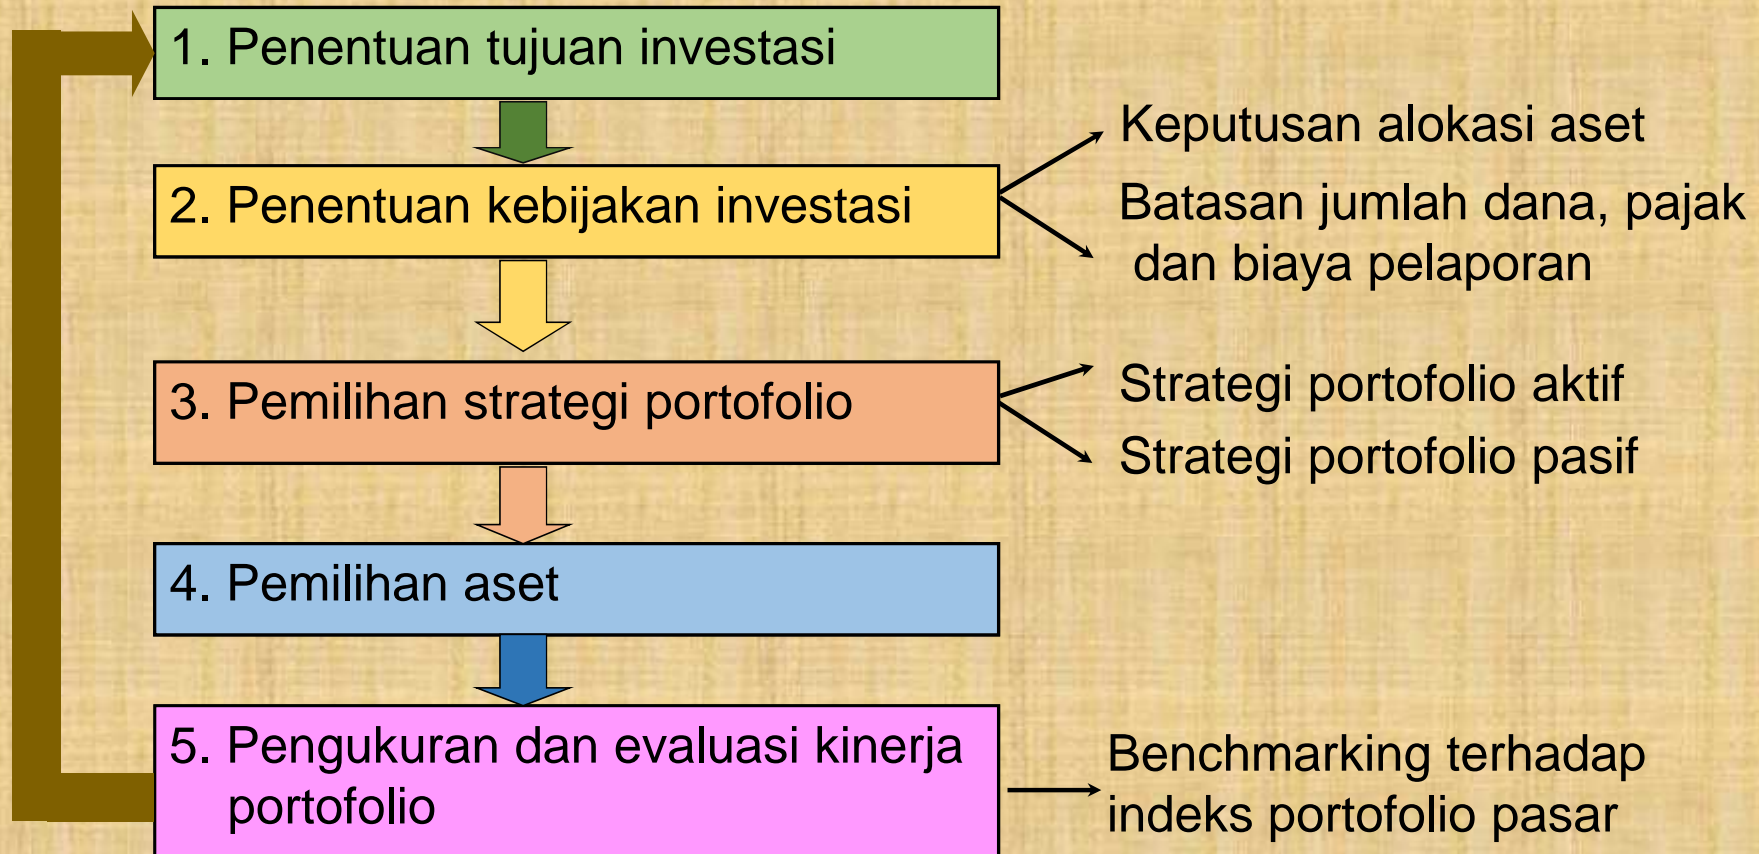 1. Penentuan tujuan investasi
2. Penentuan kebijakan investasi
Keputusan alokasi aset
Batasan jumlah dana, pajak
dan biaya pelaporan
3. Pemilihan strategi portofolio
Strategi portofolio aktif
Strategi portofolio pasif
4. Pemilihan aset
5. Pengukuran dan evaluasi kinerja
portofolio
Benchmarking terhadap
indeks portofolio pasar